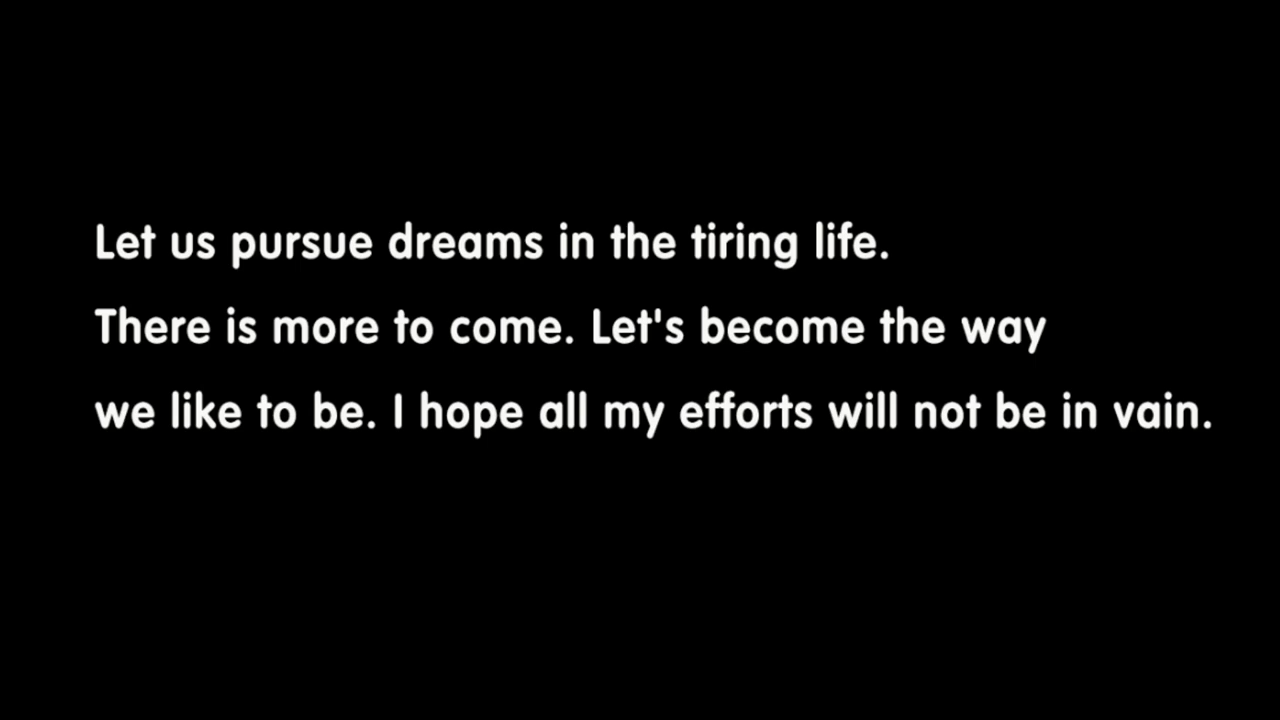 Let us pursue dreams in the tiring life.
There is more to come. Let's become the way
we like to be. I hope all my efforts will not be in vain.